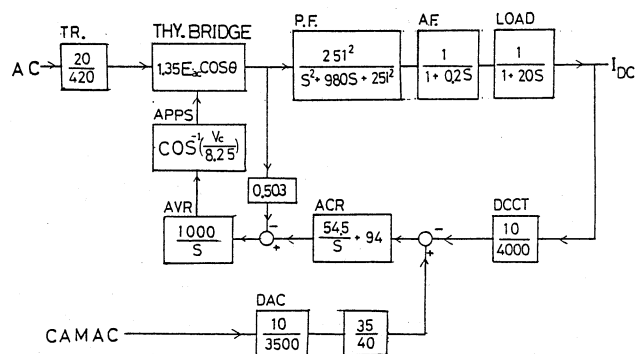 TR.
THY. BRIDGE
P.F.
A.F.
LOAD
AC
20
420
1.35EacCOSθ
251²
S²+980S+251²
1
1+0.2S
1
1+20S
IDC
APPS
COS⁻¹(Vc/8.25)
0.503
AVR
1000
S
-
+
ACR
54.5
S
+ 94
-
+
DCCT
10
4000
CAMAC
DAC
10
3500
35
40